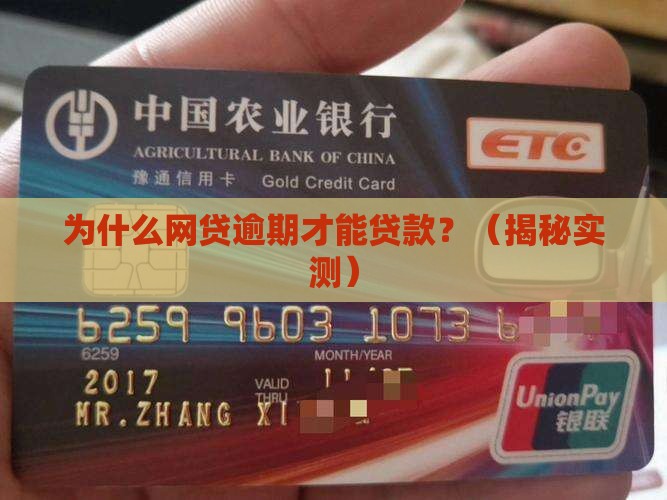 中国农业银行
AGRICULTURAL BANK OF CHINA
ETC
豫通信用卡 Gold Credit Card
为什么网贷逾期才能贷款？（揭秘实
测）
6259 9603 1073 6
6259
MONTH/YEAR
2017
VALID
THRU
MR.ZHANG XI
UnionPay
银联